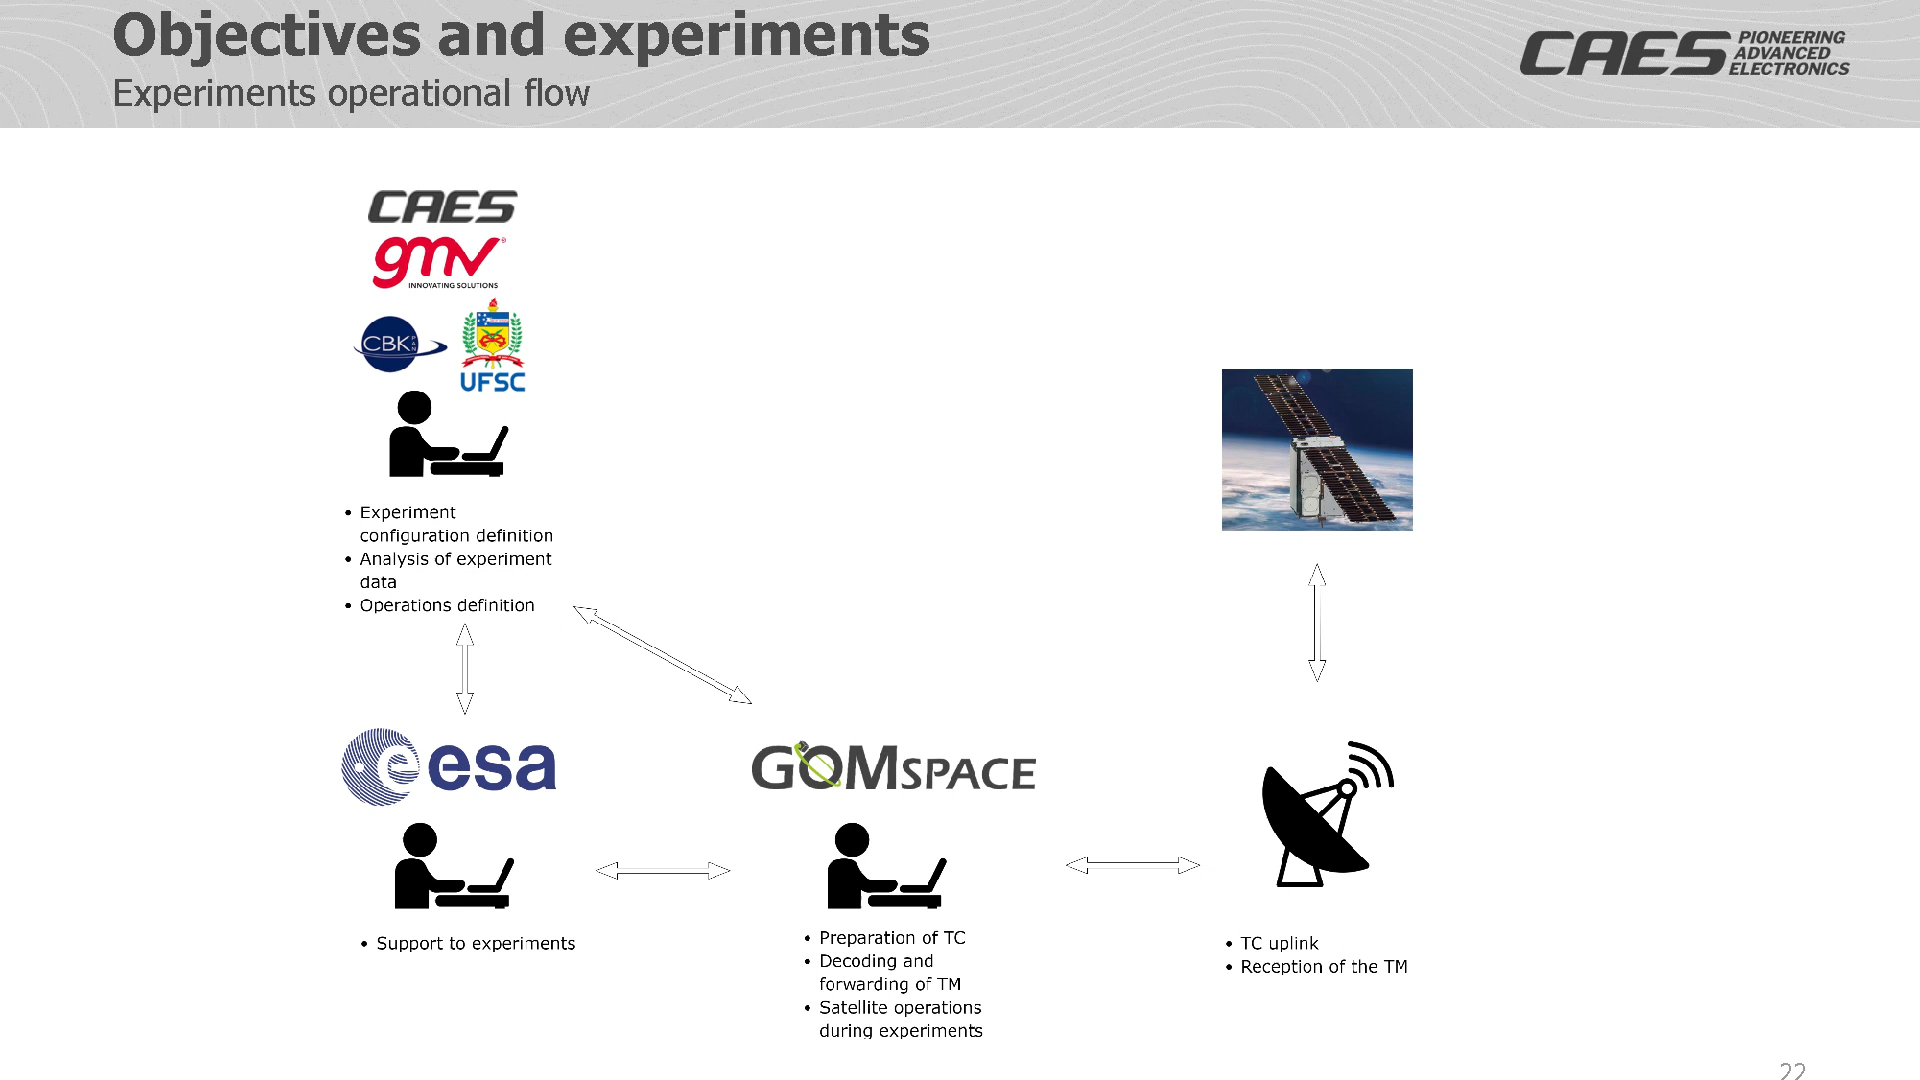 Objectives and experiments
Experiments operational flow
CAES PIONEERING
ADVANCED
ELECTRONICS
CAES
gmv®
INNOVATING SOLUTIONS
CBK PAN
UFSC
• Experiment
configuration definition
• Analysis of experiment
data
• Operations definition
esa
GOMSPACE
• Support to experiments
• Preparation of TC
• Decoding and
forwarding of TM
• Satellite operations
during experiments
• TC uplink
• Reception of the TM
22